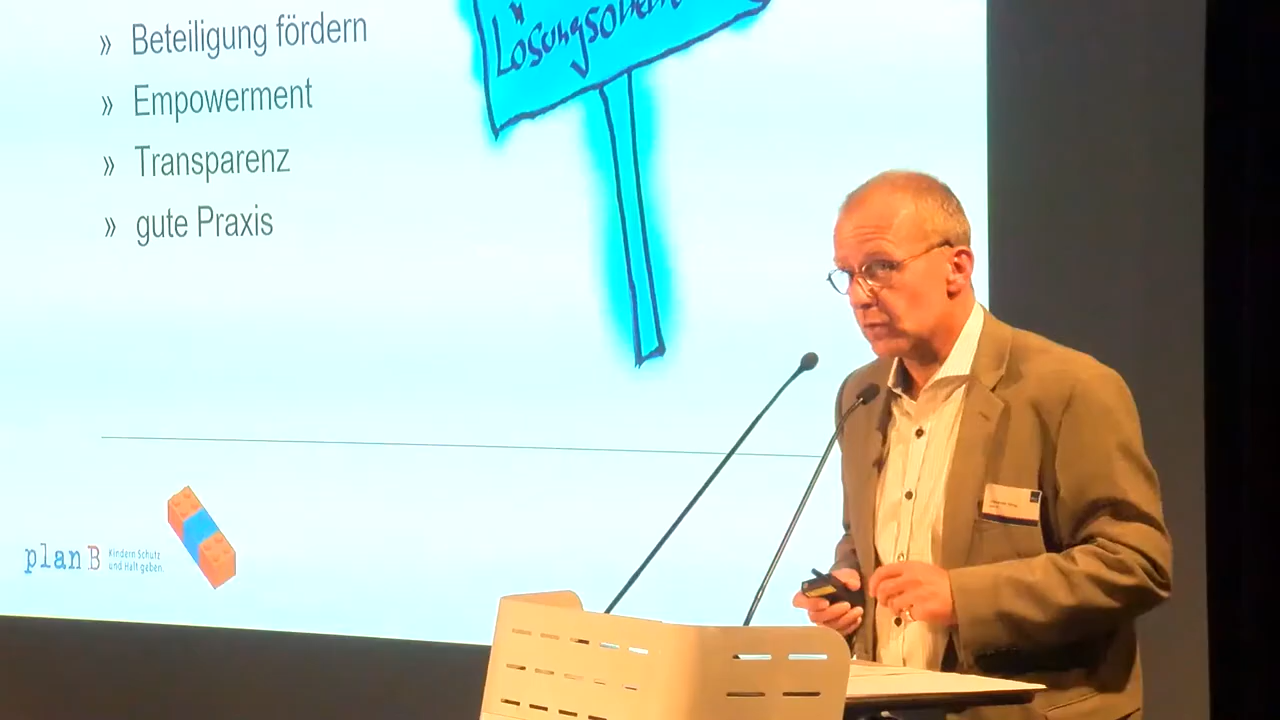 » Beteiligung fördern
» Empowerment
» Transparenz
» gute Praxis
plan B
Kindern Schutz
und Halt geben.